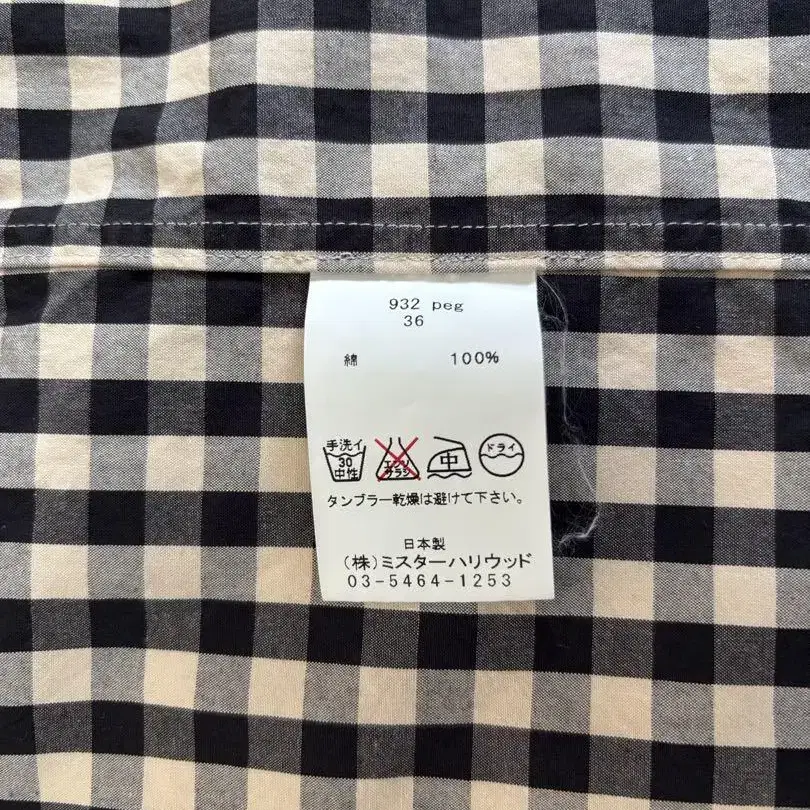 932 peg
36
綿 100%
手洗イ 30 中性 エンソサラシ 中 ドライ
タンブラー乾燥は避けて下さい。
日本製
(株)ミスターハリウッド
03-5464-1253